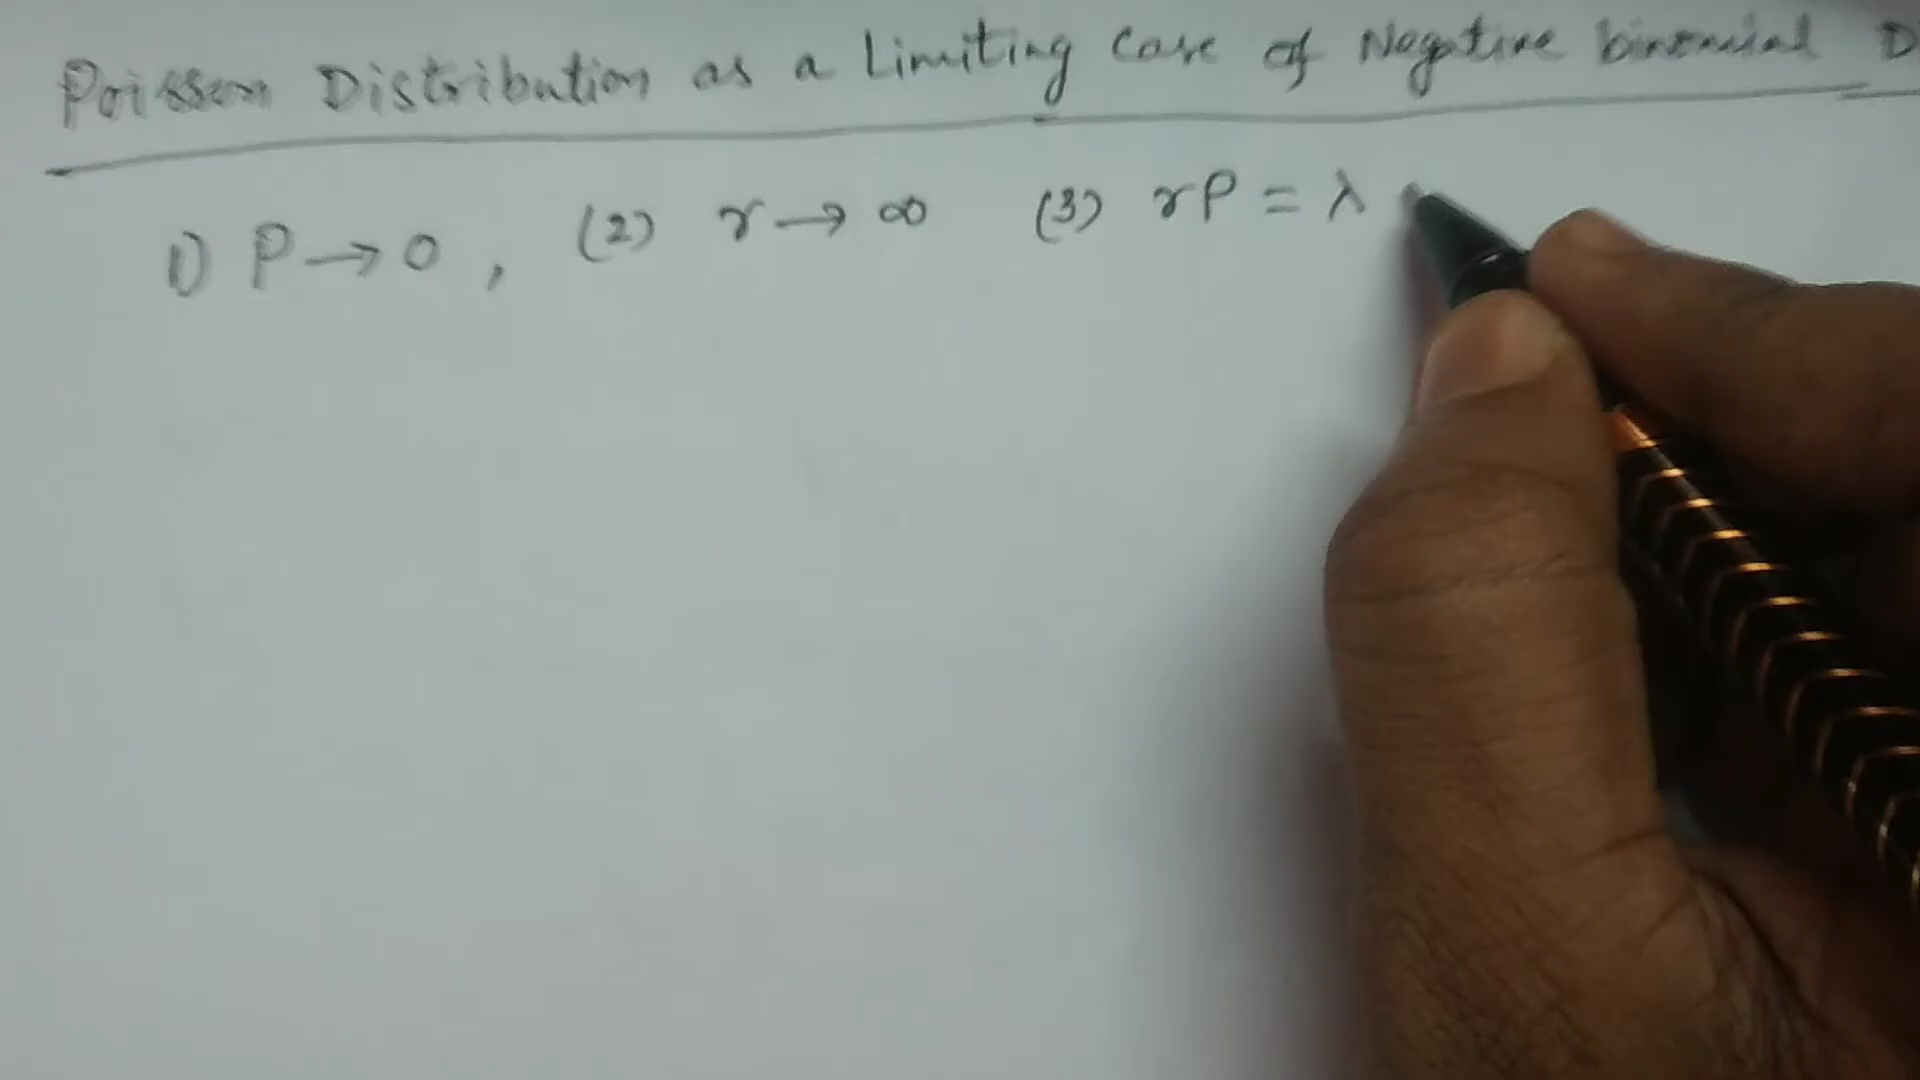 Poisson Distribution as a Limiting Case of Negative binomial D
1) P → 0 , (2) r → ∞ (3) rP = λ